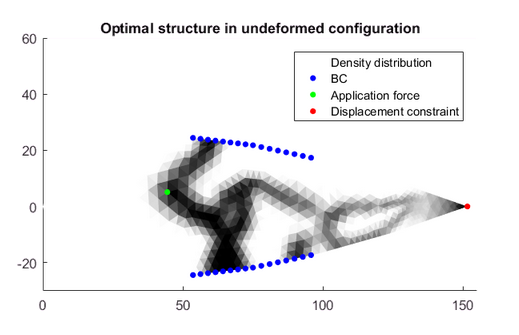 Optimal structure in undeformed configuration
60
40
20
0
-20
0
50
100
150
Density distribution
BC
Application force
Displacement constraint